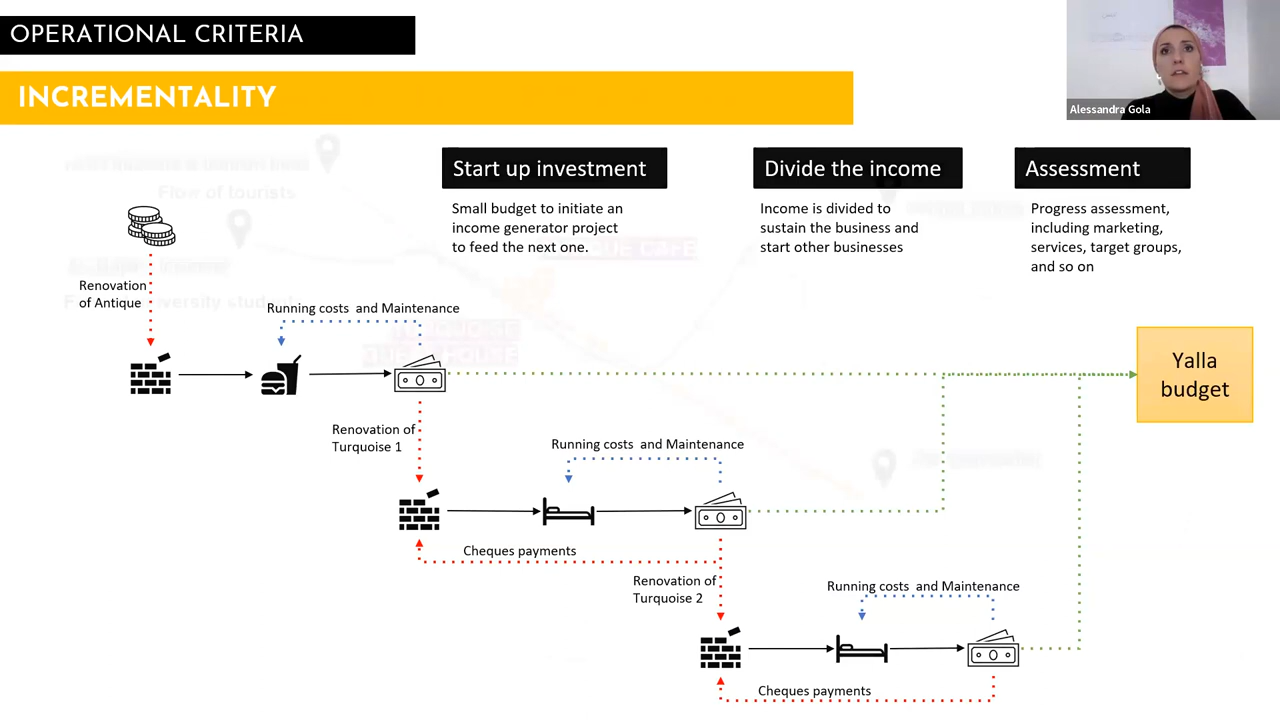 OPERATIONAL CRITERIA
INCREMENTALITY
Alessandra Gola
Start up investment
Small budget to initiate an
income generator project
to feed the next one.
Divide the income
Income is divided to
sustain the business and
start other businesses
Assessment
Progress assessment,
including marketing,
services, target groups,
and so on
Flow of tourists
Renovation
of Antique
Running costs and Maintenance
Yalla
budget
Renovation of
Turquoise 1
Running costs and Maintenance
Cheques payments
Renovation of
Turquoise 2
Running costs and Maintenance
Cheques payments